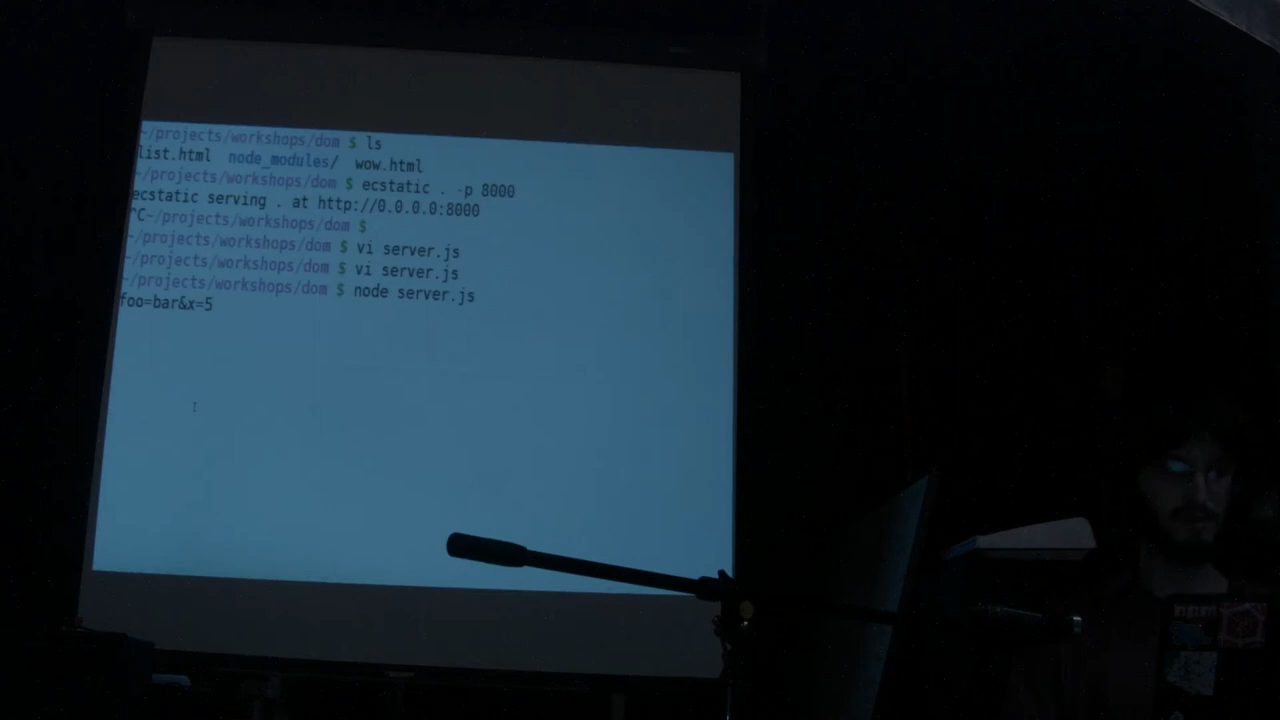 ~/projects/workshops/dom $ ls
list.html node_modules/ wow.html
~/projects/workshops/dom $ ecstatic . -p 8000
ecstatic serving . at http://0.0.0.0:8000
^C~/projects/workshops/dom $
~/projects/workshops/dom $ vi server.js
~/projects/workshops/dom $ vi server.js
~/projects/workshops/dom $ node server.js
foo=bar&x=5